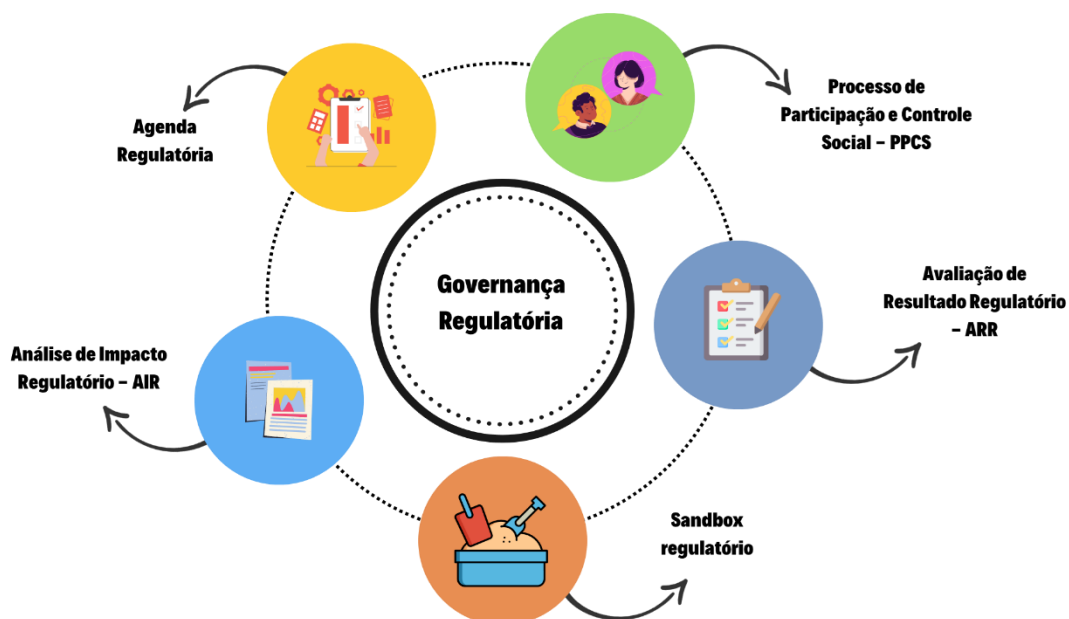 Agenda
Regulatória
Processo de
Participação e Controle
Social – PPCS
Governança
Regulatória
Avaliação de
Resultado Regulatório
– ARR
Análise de Impacto
Regulatório – AIR
Sandbox
regulatório